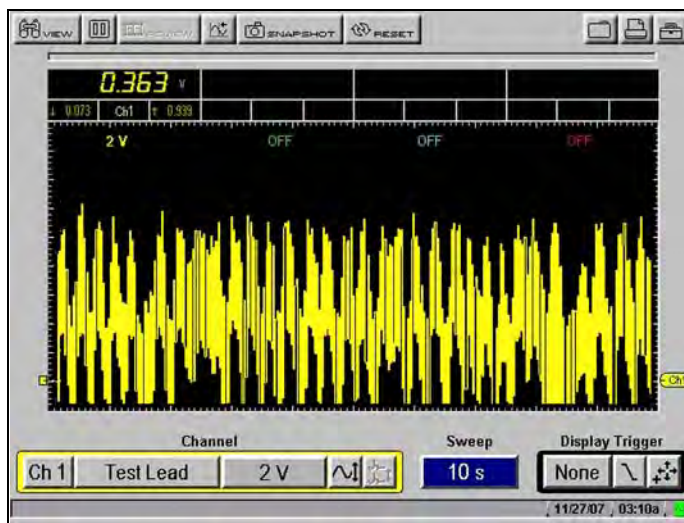 VIEW SNAPSHOT RESET
0.363 V
0.073 Ch1 0.939
2 V OFF OFF OFF
Ch1
Channel Sweep Display Trigger
Ch 1 Test Lead 2 V 10 s None
11/27/07 03:10a